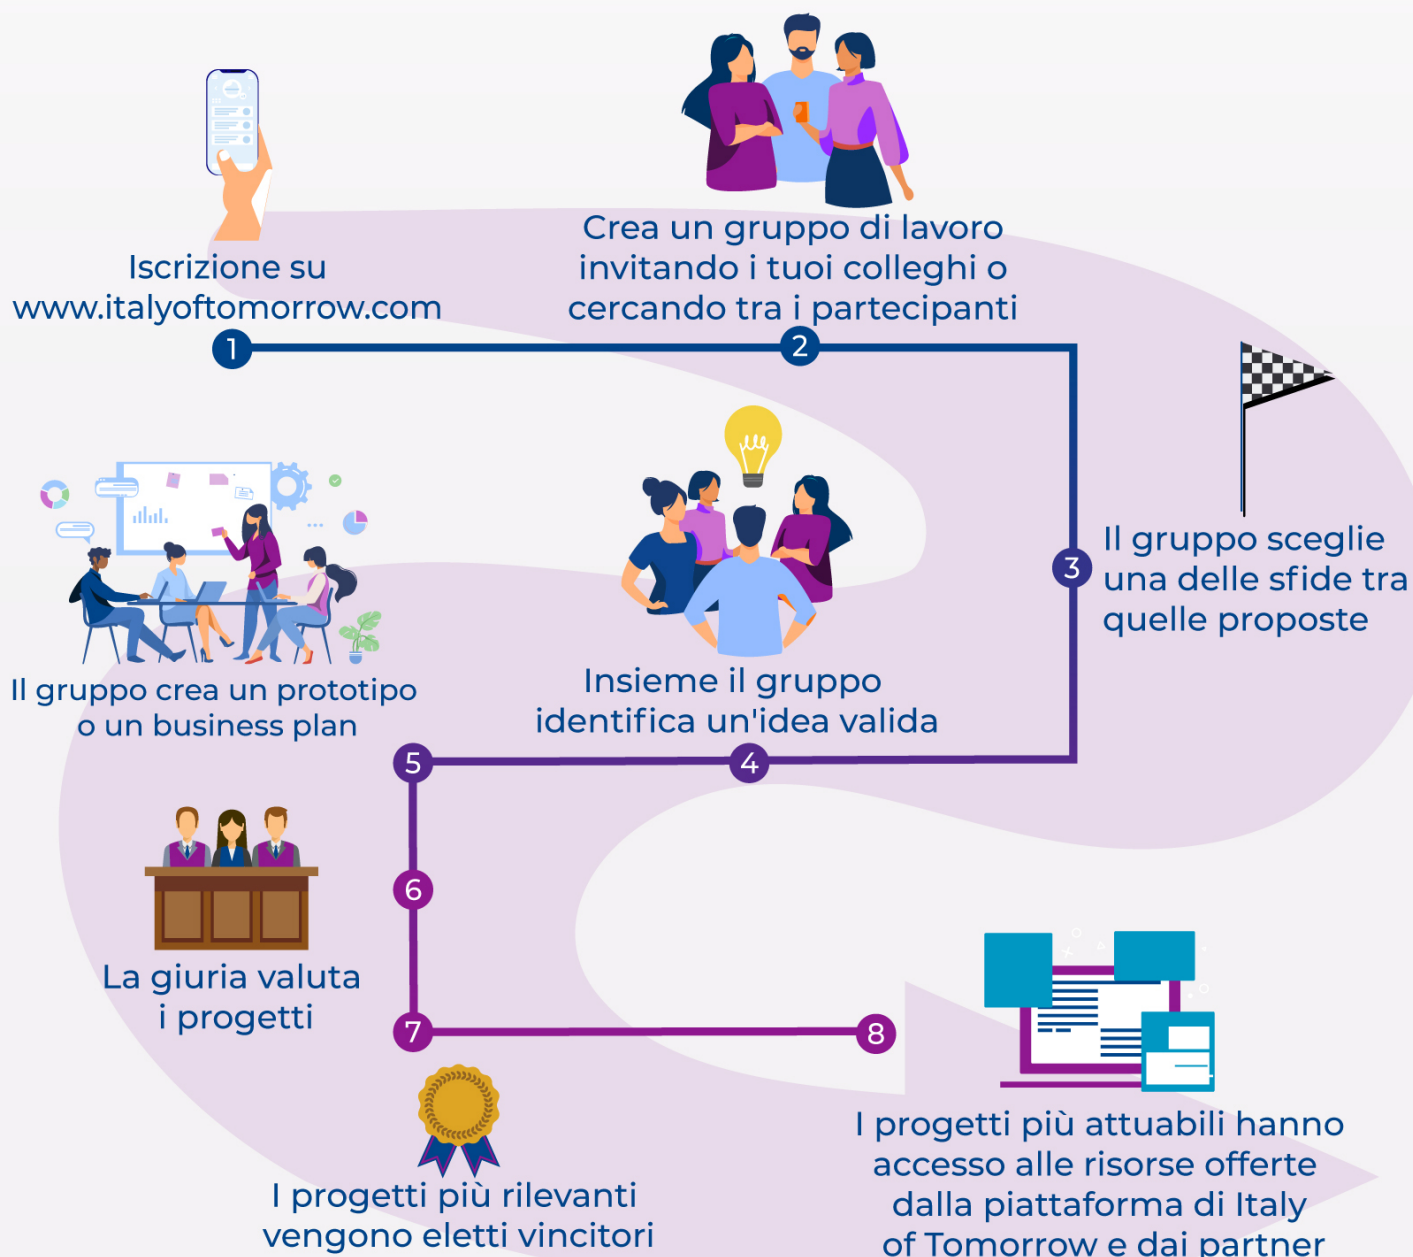 Iscrizione su
www.italyoftomorrow.com
1
Crea un gruppo di lavoro
invitando i tuoi colleghi o
cercando tra i partecipanti
2
3
Il gruppo sceglie
una delle sfide tra
quelle proposte
Insieme il gruppo
identifica un'idea valida
4
Il gruppo crea un prototipo
o un business plan
5
6
La giuria valuta
i progetti
7
I progetti più rilevanti
vengono eletti vincitori
8
I progetti più attuabili hanno
accesso alle risorse offerte
dalla piattaforma di Italy
of Tomorrow e dai partner